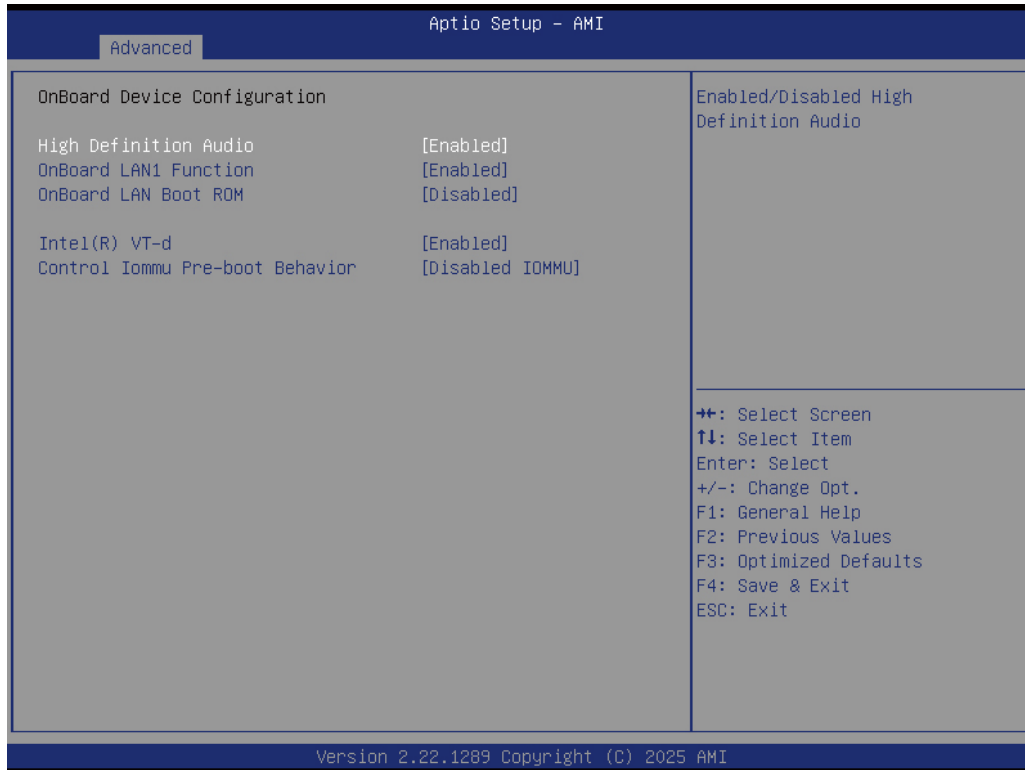 Aptio Setup – AMI
Advanced
OnBoard Device Configuration
High Definition Audio [Enabled]
OnBoard LAN1 Function [Enabled]
OnBoard LAN Boot ROM [Disabled]
Intel(R) VT-d [Enabled]
Control Iommu Pre-boot Behavior [Disabled IOMMU]
Enabled/Disabled High
Definition Audio
→←: Select Screen
↑↓: Select Item
Enter: Select
+/-: Change Opt.
F1: General Help
F2: Previous Values
F3: Optimized Defaults
F4: Save & Exit
ESC: Exit
Version 2.22.1289 Copyright (C) 2025 AMI